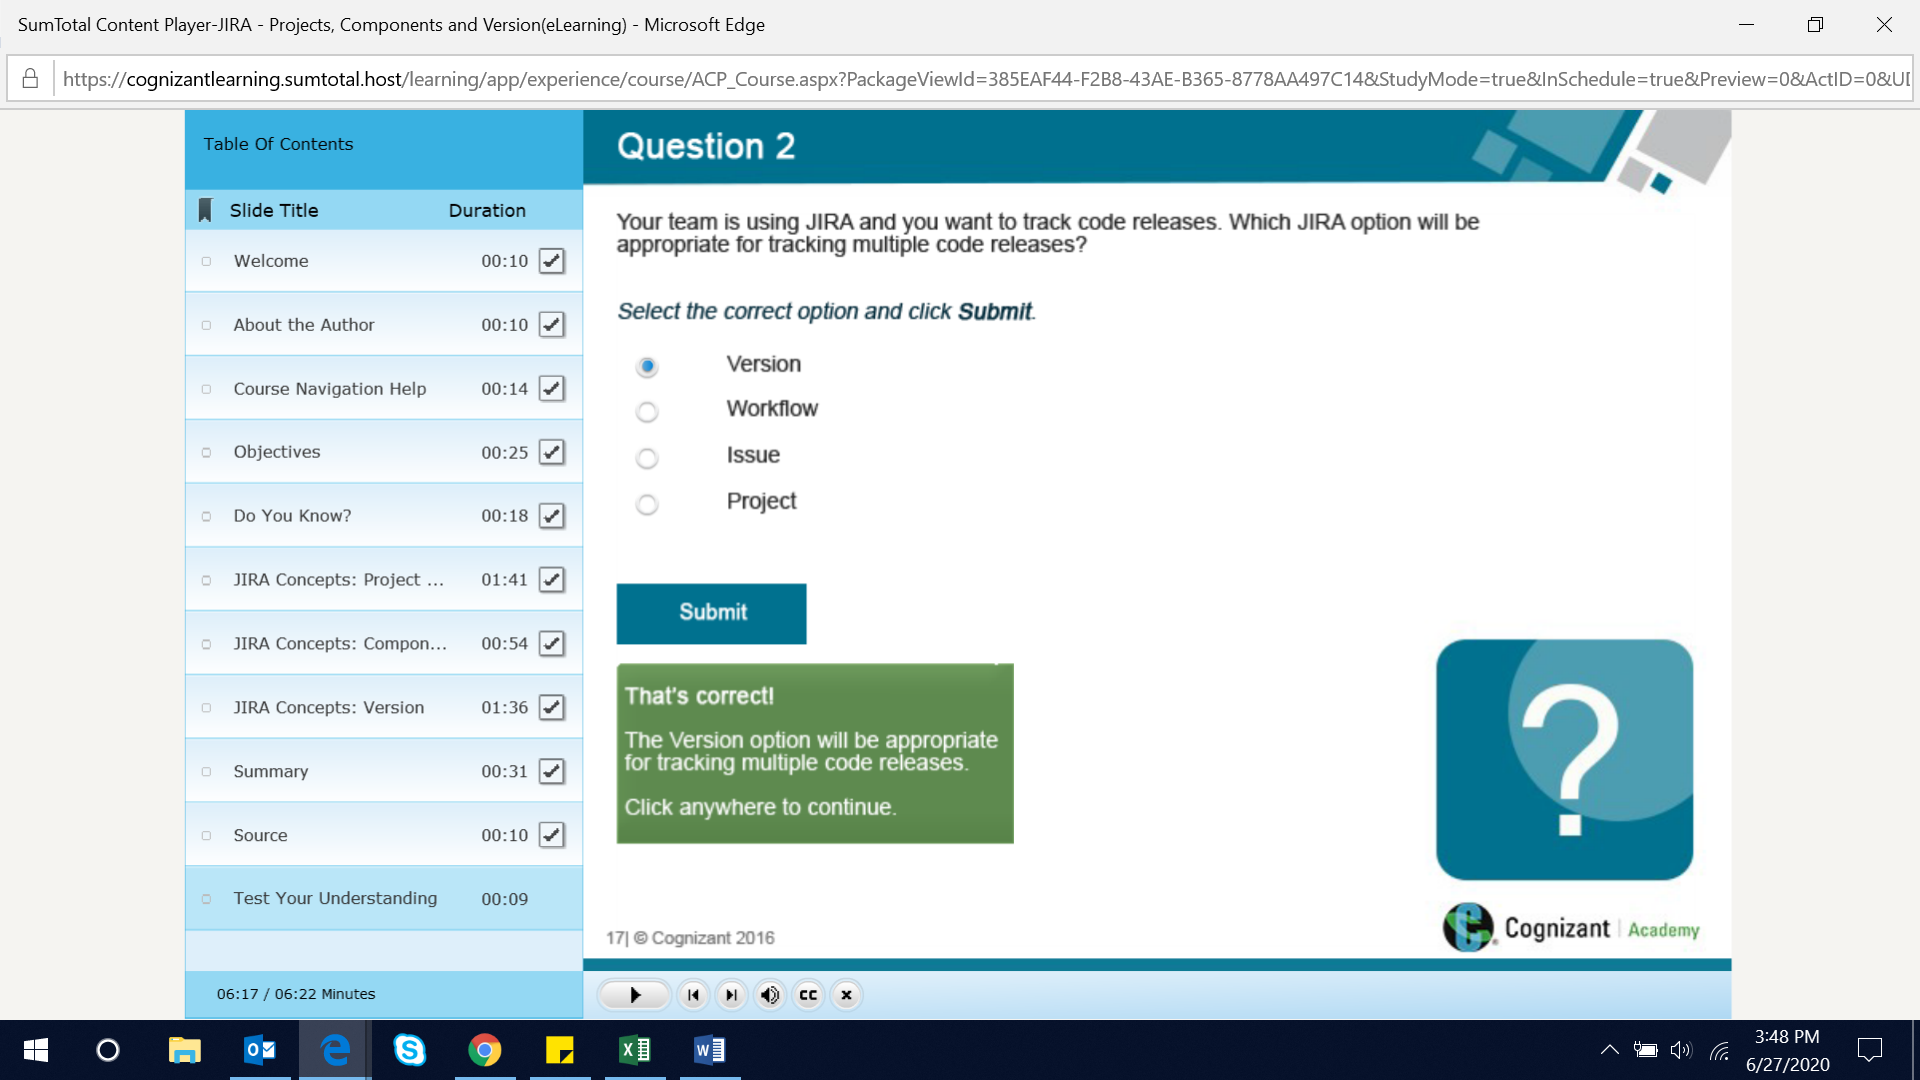 SumTotal Content Player-JIRA - Projects, Components and Version(eLearning) - Microsoft Edge
https://cognizantlearning.sumtotal.host/learning/app/experience/course/ACP_Course.aspx?PackageViewId=385EAF44-F2B8-43AE-B365-8778AA497C14&StudyMode=true&InSchedule=true&Preview=0&ActID=0&UI
Table Of Contents
Slide Title Duration
Welcome 00:10
About the Author 00:10
Course Navigation Help 00:14
Objectives 00:25
Do You Know? 00:18
JIRA Concepts: Project ... 01:41
JIRA Concepts: Compon... 00:54
JIRA Concepts: Version 01:36
Summary 00:31
Source 00:10
Test Your Understanding 00:09
06:17 / 06:22 Minutes
Question 2
Your team is using JIRA and you want to track code releases. Which JIRA option will be
appropriate for tracking multiple code releases?
Select the correct option and click Submit.
Version
Workflow
Issue
Project
Submit
That's correct!
The Version option will be appropriate
for tracking multiple code releases.
Click anywhere to continue.
?
17| © Cognizant 2016
Cognizant | Academy
CC
3:48 PM
6/27/2020